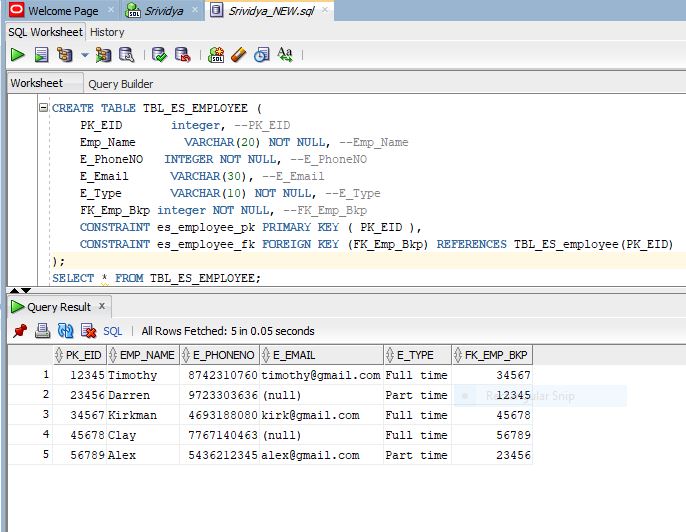 Welcome Page Srividya Srividya_NEW.sql
SQL Worksheet History
Worksheet Query Builder
CREATE TABLE TBL_ES_EMPLOYEE (
PK_EID integer, --PK_EID
Emp_Name VARCHAR(20) NOT NULL, --Emp_Name
E_PhoneNO INTEGER NOT NULL, --E_PhoneNO
E_Email VARCHAR(30), --E_Email
E_Type VARCHAR(10) NOT NULL, --E_Type
FK_Emp_Bkp integer NOT NULL, --FK_Emp_Bkp
CONSTRAINT es_employee_pk PRIMARY KEY ( PK_EID ),
CONSTRAINT es_employee_fk FOREIGN KEY (FK_Emp_Bkp) REFERENCES TBL_ES_employee(PK_EID)
);
SELECT * FROM TBL_ES_EMPLOYEE;
Query Result x
SQL | All Rows Fetched: 5 in 0.05 seconds
PK_EID EMP_NAME E_PHONENO E_EMAIL E_TYPE FK_EMP_BKP
1 12345 Timothy 8742310760 timothy@gmail.com Full time 34567
2 23456 Darren 9723303636 (null) Part time 12345
3 34567 Kirkman 4693188080 kirk@gmail.com Full time 45678
4 45678 Clay 7767140463 (null) Full time 56789
5 56789 Alex 5436212345 alex@gmail.com Part time 23456